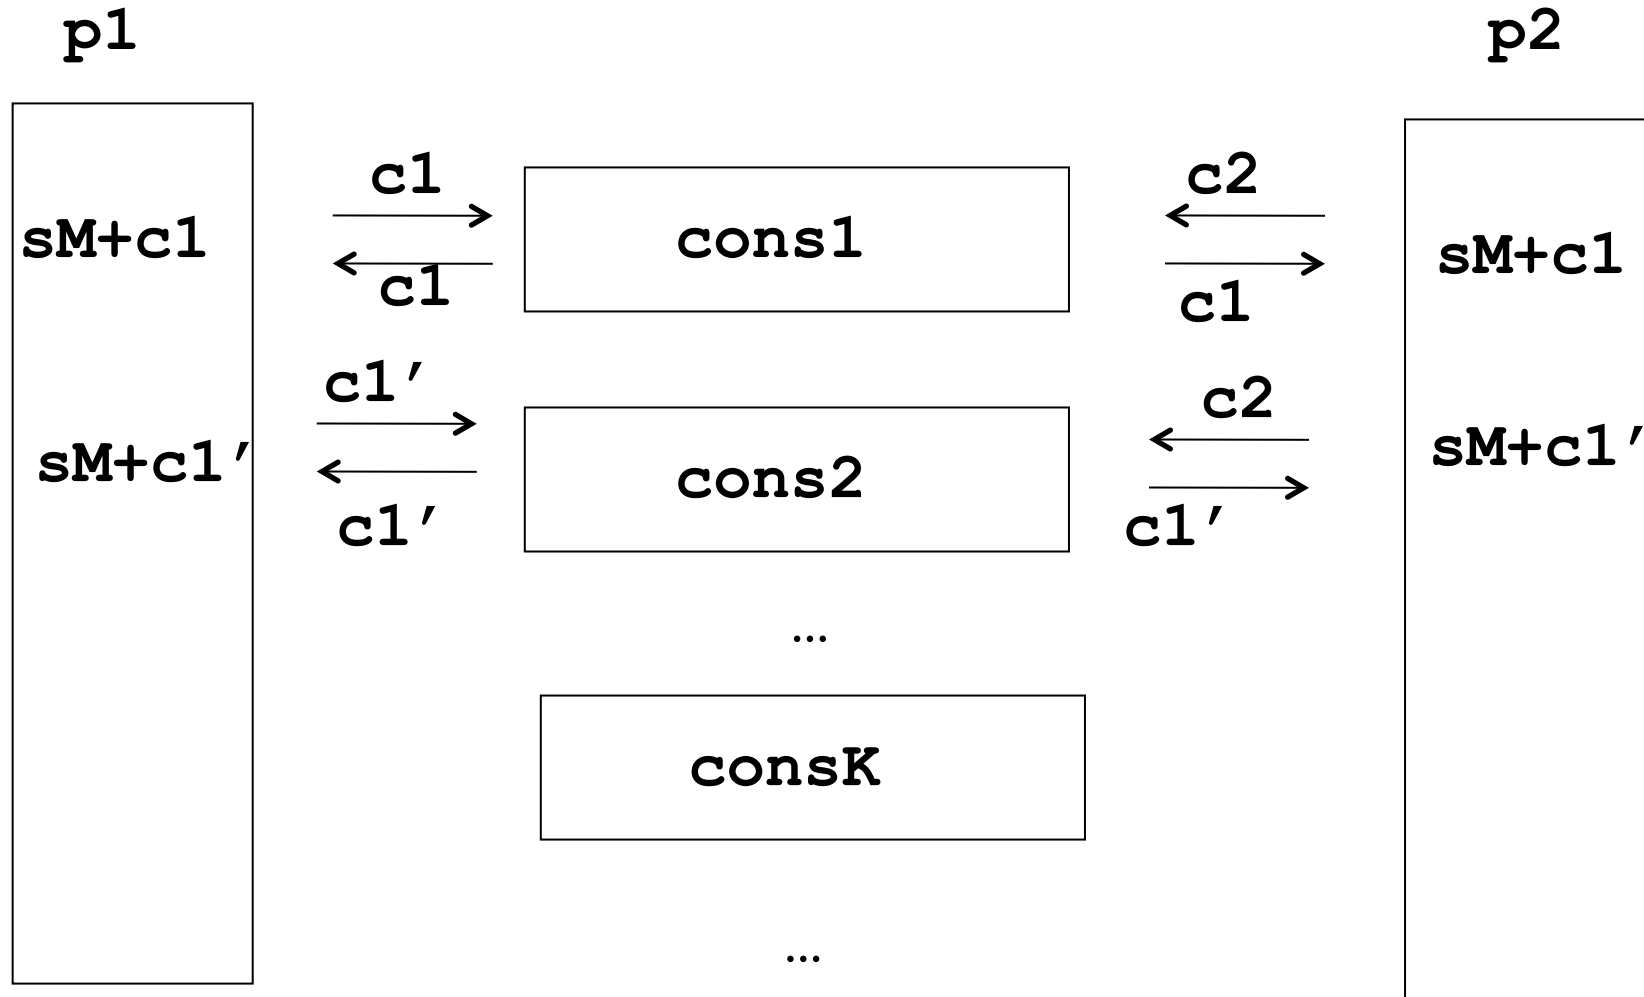 p1
p2
c1
c2
sM+c1
cons1
sM+c1
c1
c1
c1′
c2
sM+c1′
cons2
sM+c1′
c1′
c1′
…
consK
…